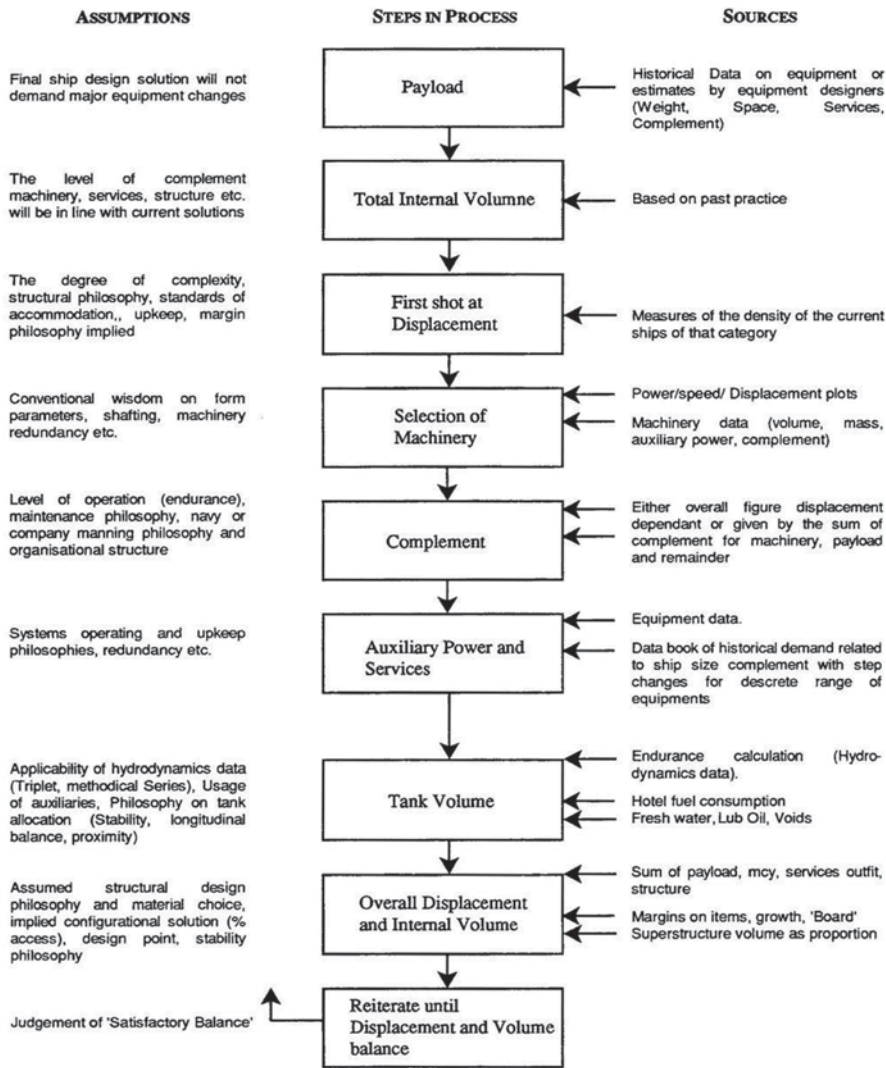 ASSUMPTIONS
STEPS IN PROCESS
SOURCES
Final ship design solution will not
demand major equipment changes
Payload
Historical Data on equipment or
estimates by equipment designers
(Weight, Space, Services,
Complement)
The level of complement
machinery, services, structure etc.
will be in line with current solutions
Total Internal Volumne
Based on past practice
The degree of complexity,
structural philosophy, standards of
accommodation,, upkeep, margin
philosophy implied
First shot at
Displacement
Measures of the density of the current
ships of that category
Conventional wisdom on form
parameters, shafting, machinery
redundancy etc.
Selection of
Machinery
Power/speed/ Displacement plots
Machinery data (volume, mass,
auxiliary power, complement)
Level of operation (endurance),
maintenance philosophy, navy or
company manning philosophy and
organisational structure
Complement
Either overall figure displacement
dependant or given by the sum of
complement for machinery, payload
and remainder
Systems operating and upkeep
philosophies, redundancy etc.
Auxiliary Power and
Services
Equipment data.
Data book of historical demand related
to ship size complement with step
changes for descrete range of
equipments
Applicability of hydrodynamics data
(Triplet, methodical Series), Usage
of auxiliaries, Philosophy on tank
allocation (Stability, longitudinal
balance, proximity)
Tank Volume
Endurance calculation (Hydro-
dynamics data).
Hotel fuel consumption
Fresh water, Lub Oil, Voids
Assumed structural design
philosophy and material choice,
implied configurational solution (%
access), design point, stability
philosophy
Overall Displacement
and Internal Volume
Sum of payload, mcy, services outfit,
structure
Margins on items, growth, 'Board'
Superstructure volume as proportion
Judgement of 'Satisfactory Balance'
Reiterate until
Displacement and Volume
balance